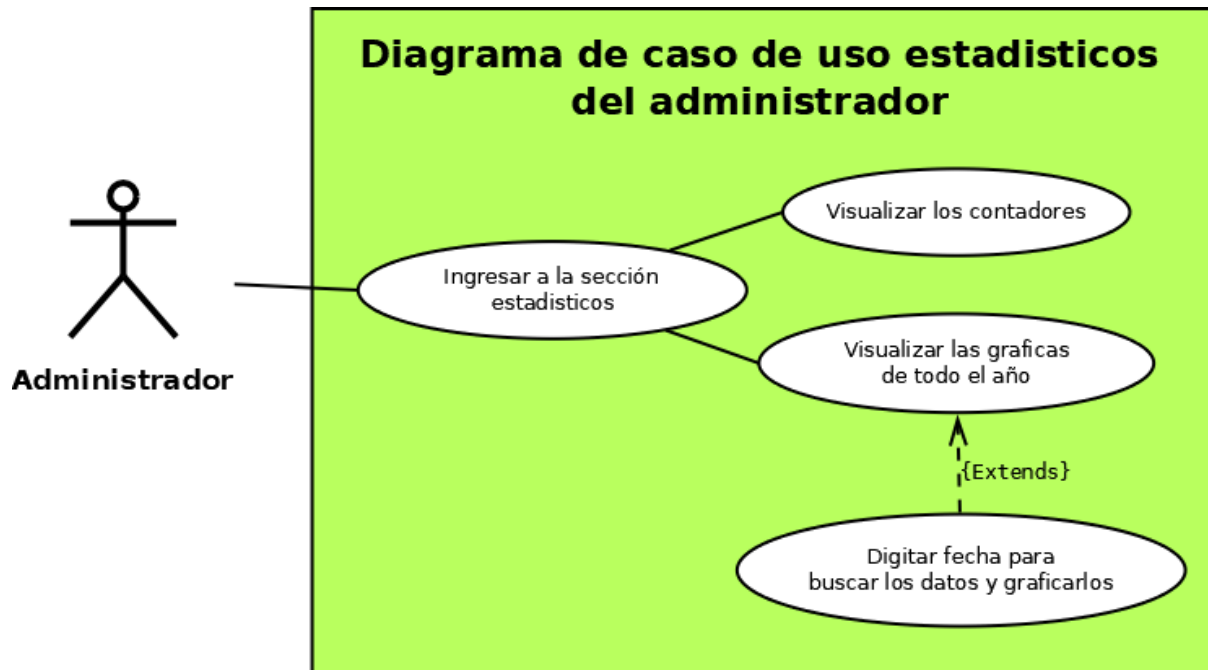 Diagrama de caso de uso estadisticos
del administrador
Visualizar los contadores
Ingresar a la sección
estadisticos
Visualizar las graficas
de todo el año
Administrador
{Extends}
Digitar fecha para
buscar los datos y graficarlos